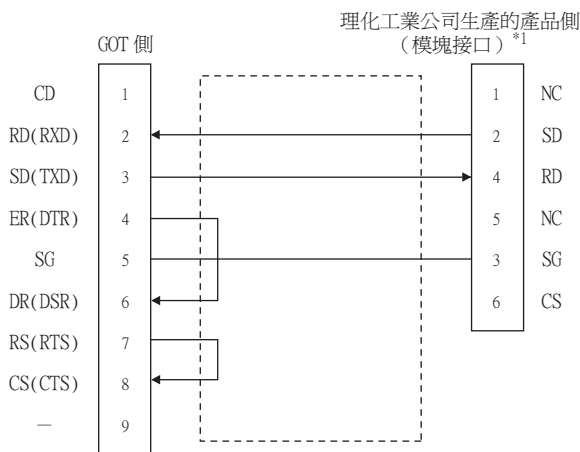 理化工業公司生產的產品側
GOT 側
（模塊接口）*1
CD 1 1 NC
RD(RXD) 2 2 SD
SD(TXD) 3 4 RD
ER(DTR) 4 5 NC
SG 5 3 SG
DR(DSR) 6 6 CS
RS(RTS) 7
CS(CTS) 8
— 9